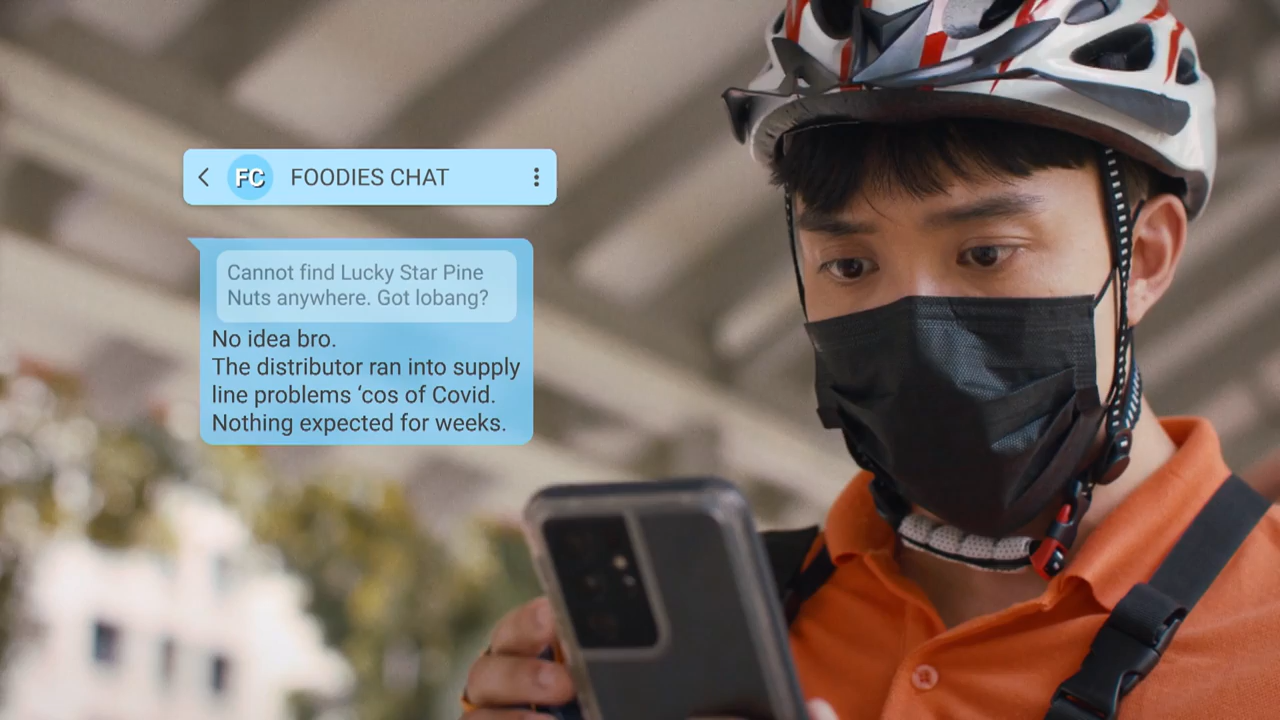 FC FOODIES CHAT
Cannot find Lucky Star Pine
Nuts anywhere. Got lobang?
No idea bro.
The distributor ran into supply
line problems ‘cos of Covid.
Nothing expected for weeks.